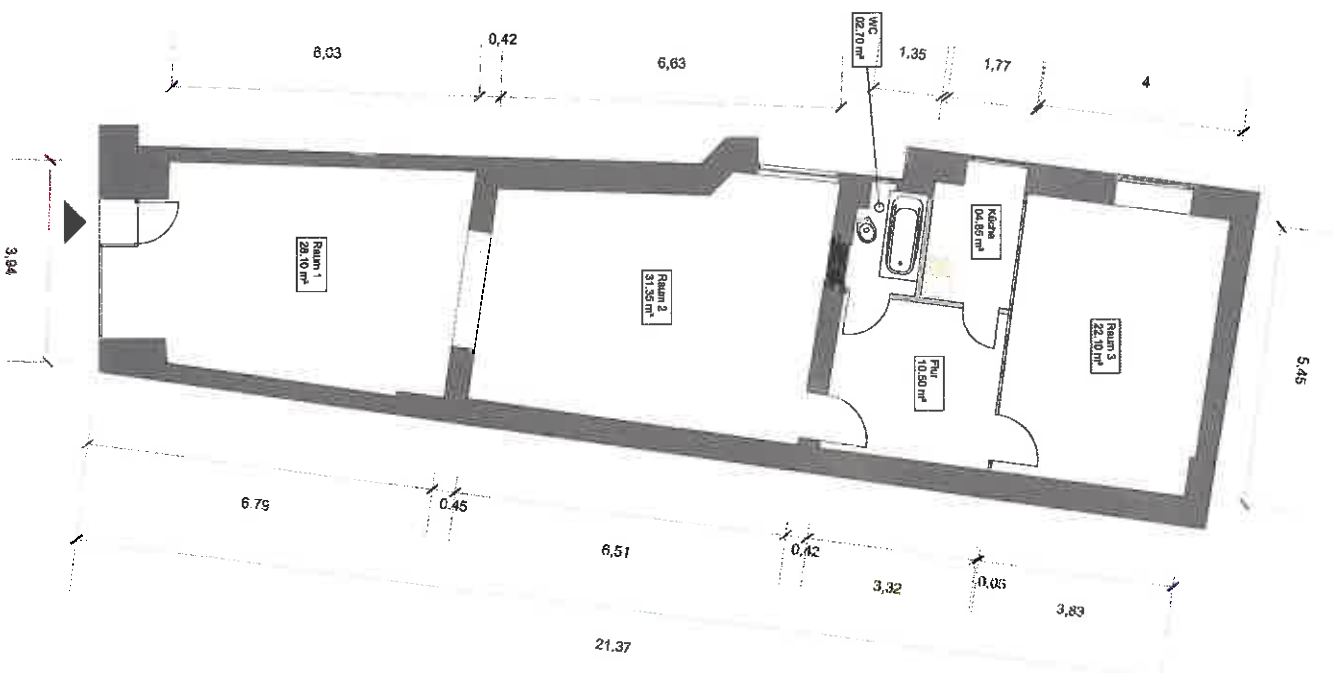 6,03
0,42
6,63
WC
02.70 m²
1,35
1,77
4
3,94
Raum 1
28.10 m²
Raum 2
31.35 m²
Küche
04.85 m²
Flur
10.50 m²
Raum 3
22.10 m²
5.45
6.79
0.45
6,51
0,42
3,32
0,05
3,83
21.37